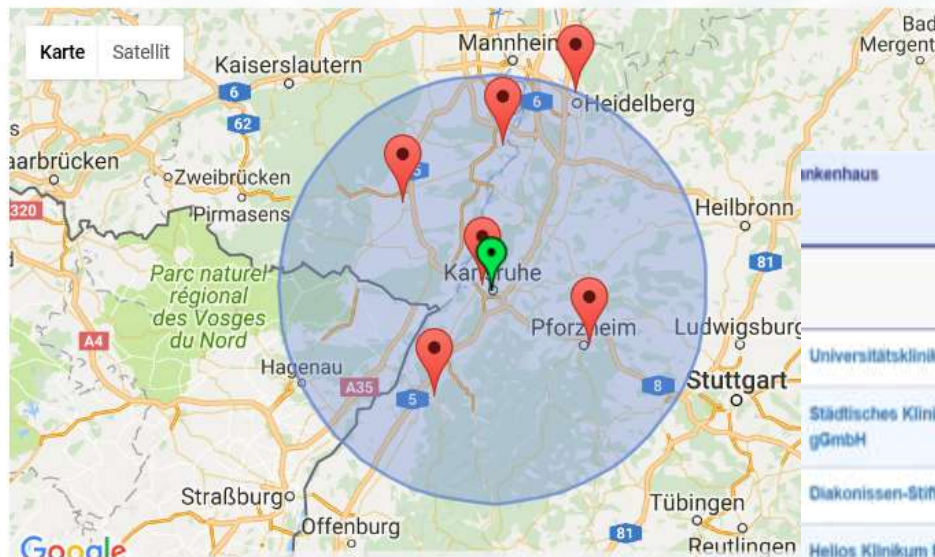 Karte Satellit
Mannheim
Bad
Mergent
Kaiserslautern
6
6
Heidelberg
62
aarbrücken
Zweibrücken
Pirmasens
320
Heilbronn
81
Karlsruhe
Parc naturel
régional
des Vosges
du Nord
A4
Pforzheim
Ludwigsburg
Hagenau
A35
5
8
Stuttgart
Straßburg
Offenburg
Tübingen
81
Reutlingen
Google
nkenhaus
Universitätsklinik
Städtisches Klini
gGmbH
Diakonissen-Stift
Helios Klinikum